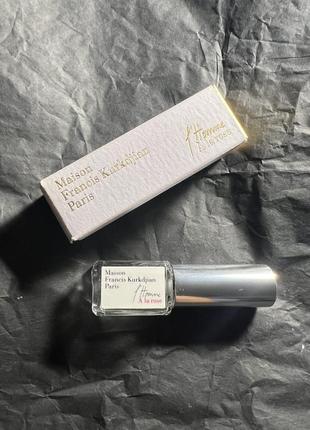 Maison
Francis Kurkdjian
Paris
l'Homme
À la rose
Maison
Francis Kurkdjian
Paris
l'Homme
À la rose